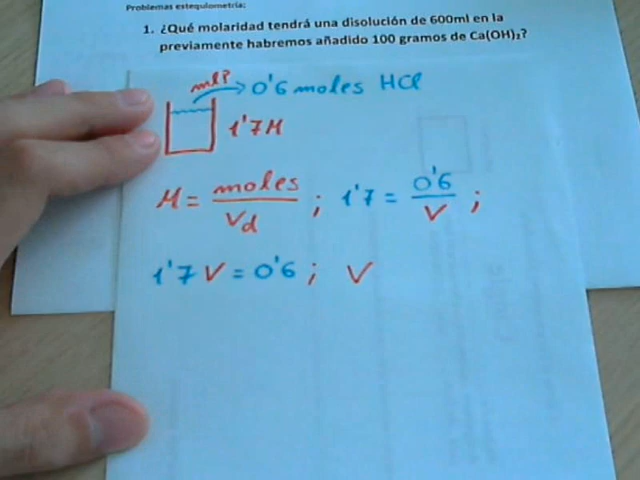 Problemas estequiometría:
1. ¿Qué molaridad tendrá una disolución de 600ml en la
previamente habremos añadido 100 gramos de Ca(OH)₂?
ml?
0'6 moles HCl
1'7M
M = moles / Vd ; 1'7 = 0'6 / V ;
1'7 V = 0'6 ; V